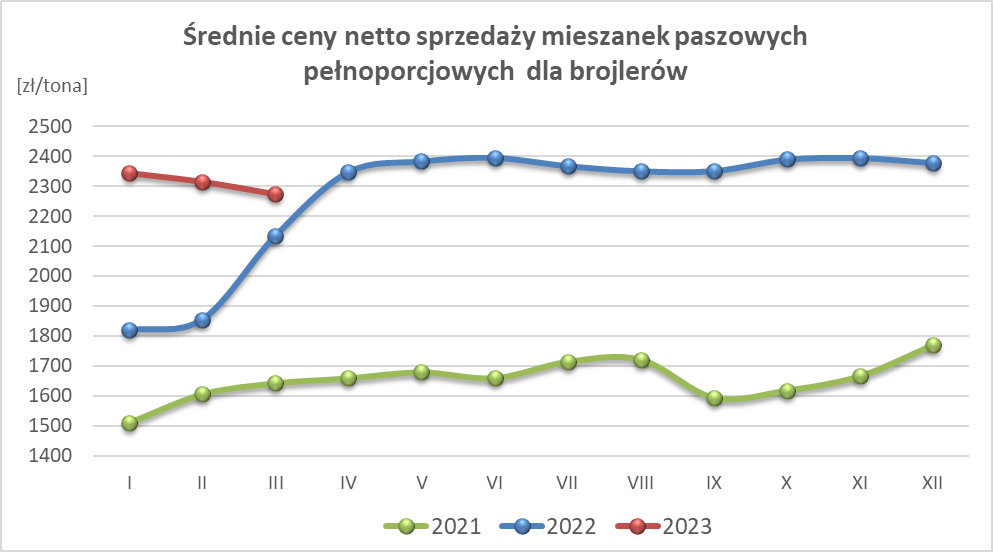 Średnie ceny netto sprzedaży mieszanek paszowych
pełnoporcjowych dla brojlerów
[zł/tona]
2500
2400
2300
2200
2100
2000
1900
1800
1700
1600
1500
1400
I II III IV V VI VII VIII IX X XI XII
2021 2022 2023